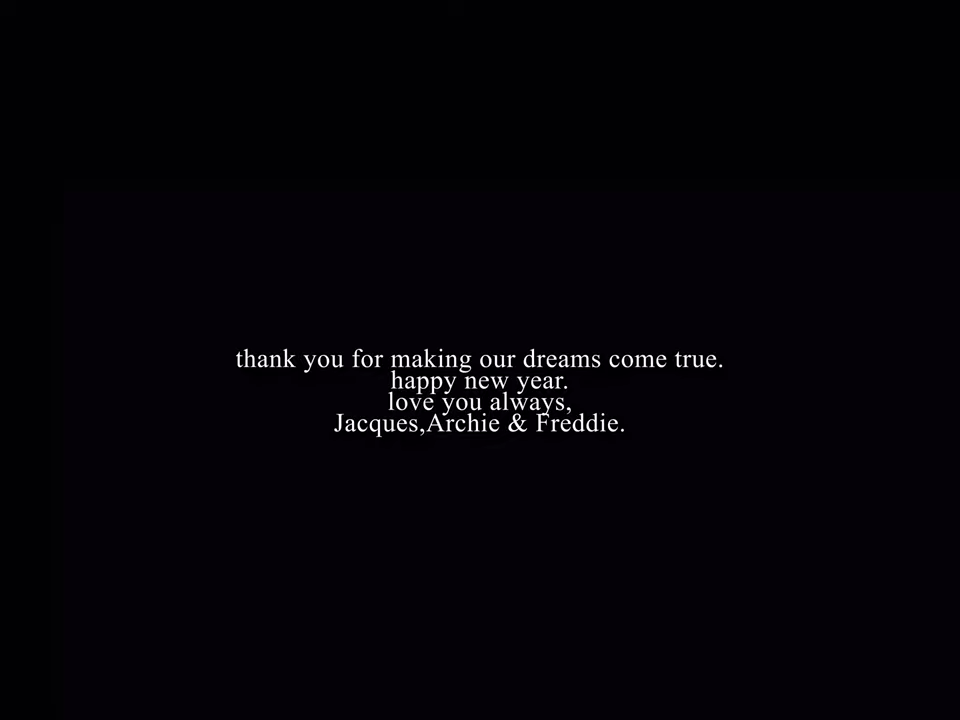 thank you for making our dreams come true.
happy new year.
love you always,
Jacques,Archie & Freddie.